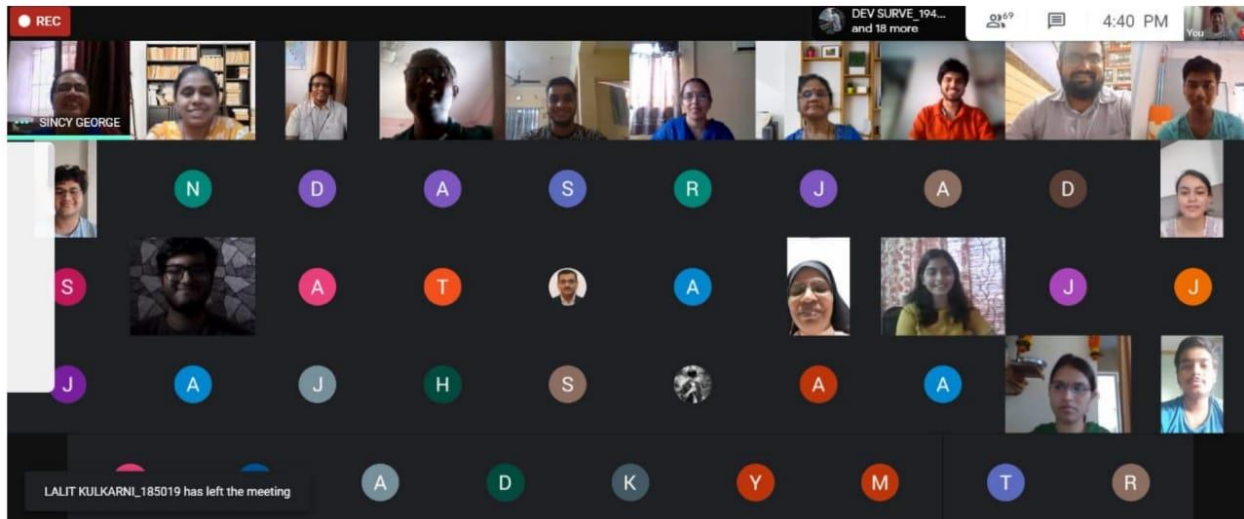 REC
DEV SURVE_194...
and 18 more
69
4:40 PM
You
SINCY GEORGE
N
D
A
S
R
J
A
D
S
A
T
A
J
J
J
A
J
H
S
A
A
LALIT KULKARNI_185019 has left the meeting
A
D
K
Y
M
T
R